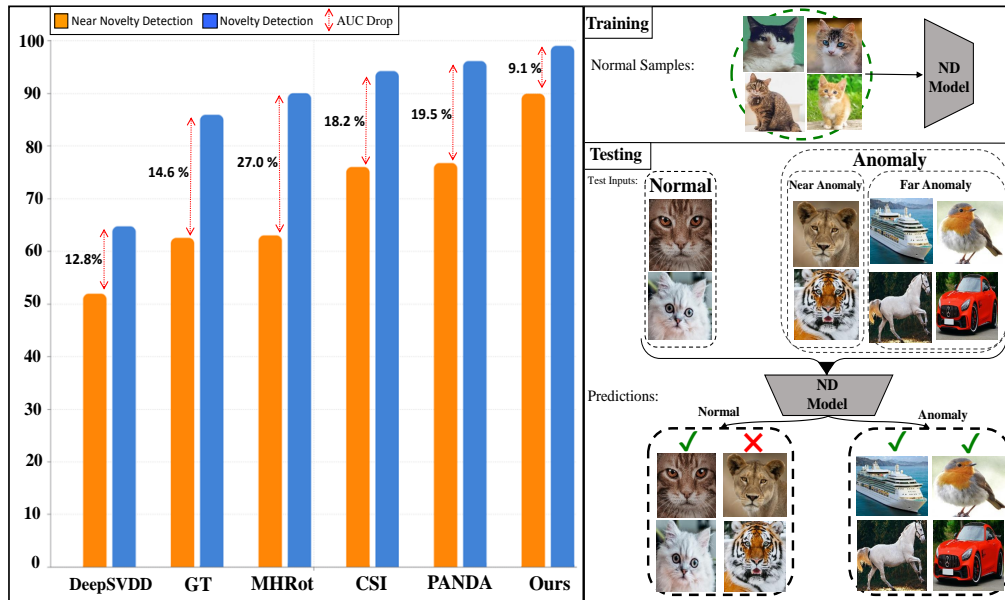 Near Novelty Detection Novelty Detection AUC Drop
100
90
80
70
60
50
40
30
20
10
0
12.8%
14.6 %
27.0 %
18.2 %
19.5 %
9.1 %
DeepSVDD GT MHRot CSI PANDA Ours
Training
Normal Samples:
ND
Model
Testing
Test Inputs:
Normal
Anomaly
Near Anomaly
Far Anomaly
ND
Model
Predictions:
Normal
Anomaly